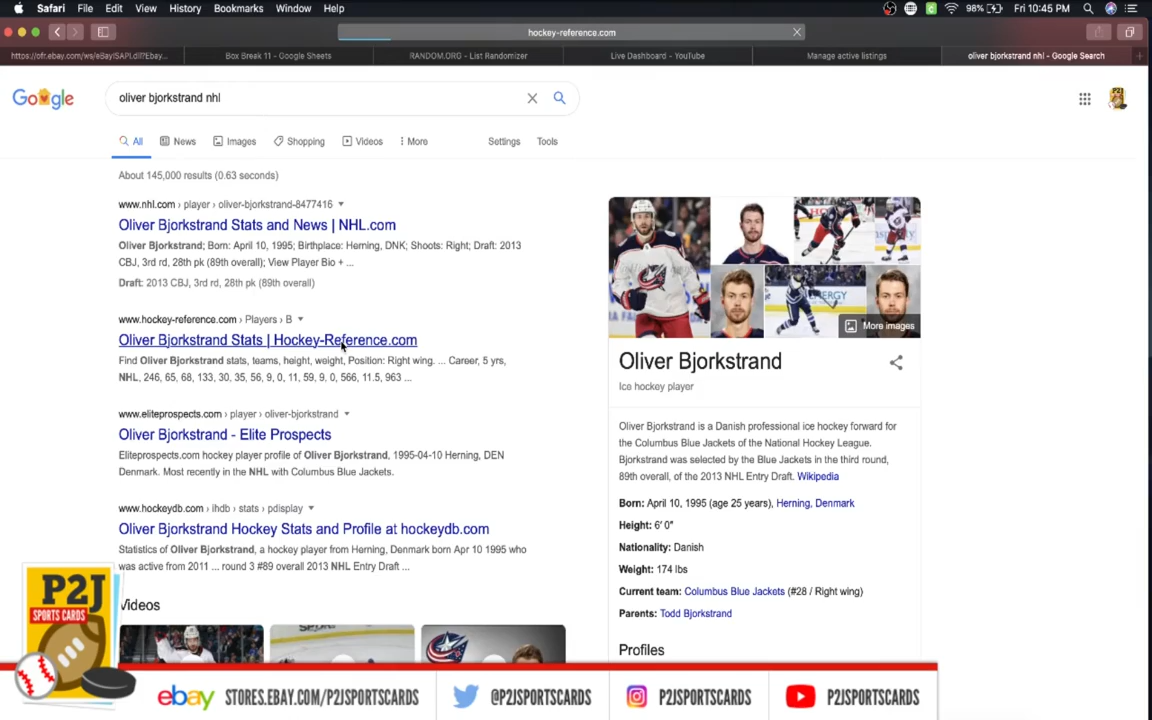 Safari File Edit View History Bookmarks Window Help 98% Fri 10:45 PM
hockey-reference.com
https://ofr.ebay.com/ws/eBayISAPI.dll?Ebay... Box Break 11 - Google Sheets RANDOM.ORG - List Randomizer Live Dashboard - YouTube Manage active listings oliver bjorkstrand nhl - Google Search
Google oliver bjorkstrand nhl
All News Images Shopping Videos More Settings Tools
About 145,000 results (0.63 seconds)
www.nhl.com › player › oliver-bjorkstrand-8477416
Oliver Bjorkstrand Stats and News | NHL.com
Oliver Bjorkstrand; Born: April 10, 1995; Birthplace: Herning, DNK; Shoots: Right; Draft: 2013
CBJ, 3rd rd, 28th pk (89th overall); View Player Bio + ...
Draft: 2013 CBJ, 3rd rd, 28th pk (89th overall)
www.hockey-reference.com › Players › B
Oliver Bjorkstrand Stats | Hockey-Reference.com
Find Oliver Bjorkstrand stats, teams, height, weight, Position: Right wing. ... Career, 5 yrs,
NHL, 246, 65, 68, 133, 30, 35, 56, 9, 0, 11, 59, 9, 0, 566, 11.5, 963 ...
www.eliteprospects.com › player › oliver-bjorkstrand
Oliver Bjorkstrand - Elite Prospects
Eliteprospects.com hockey player profile of Oliver Bjorkstrand, 1995-04-10 Herning, DEN
Denmark. Most recently in the NHL with Columbus Blue Jackets.
www.hockeydb.com › ihdb › stats › pdisplay
Oliver Bjorkstrand Hockey Stats and Profile at hockeydb.com
Statistics of Oliver Bjorkstrand, a hockey player from Herning, Denmark born Apr 10 1995 who
was active from 2011 ... round 3 #89 overall 2013 NHL Entry Draft ...
Videos
More images
Oliver Bjorkstrand
Ice hockey player
Oliver Bjorkstrand is a Danish professional ice hockey forward for
the Columbus Blue Jackets of the National Hockey League.
Bjorkstrand was selected by the Blue Jackets in the third round,
89th overall, of the 2013 NHL Entry Draft. Wikipedia
Born: April 10, 1995 (age 25 years), Herning, Denmark
Height: 6′ 0″
Nationality: Danish
Weight: 174 lbs
Current team: Columbus Blue Jackets (#28 / Right wing)
Parents: Todd Bjorkstrand
Profiles
P2J
SPORTS CARDS
ebay STORES.EBAY.COM/P2JSPORTSCARDS @P2JSPORTSCARDS P2JSPORTSCARDS P2JSPORTSCARDS